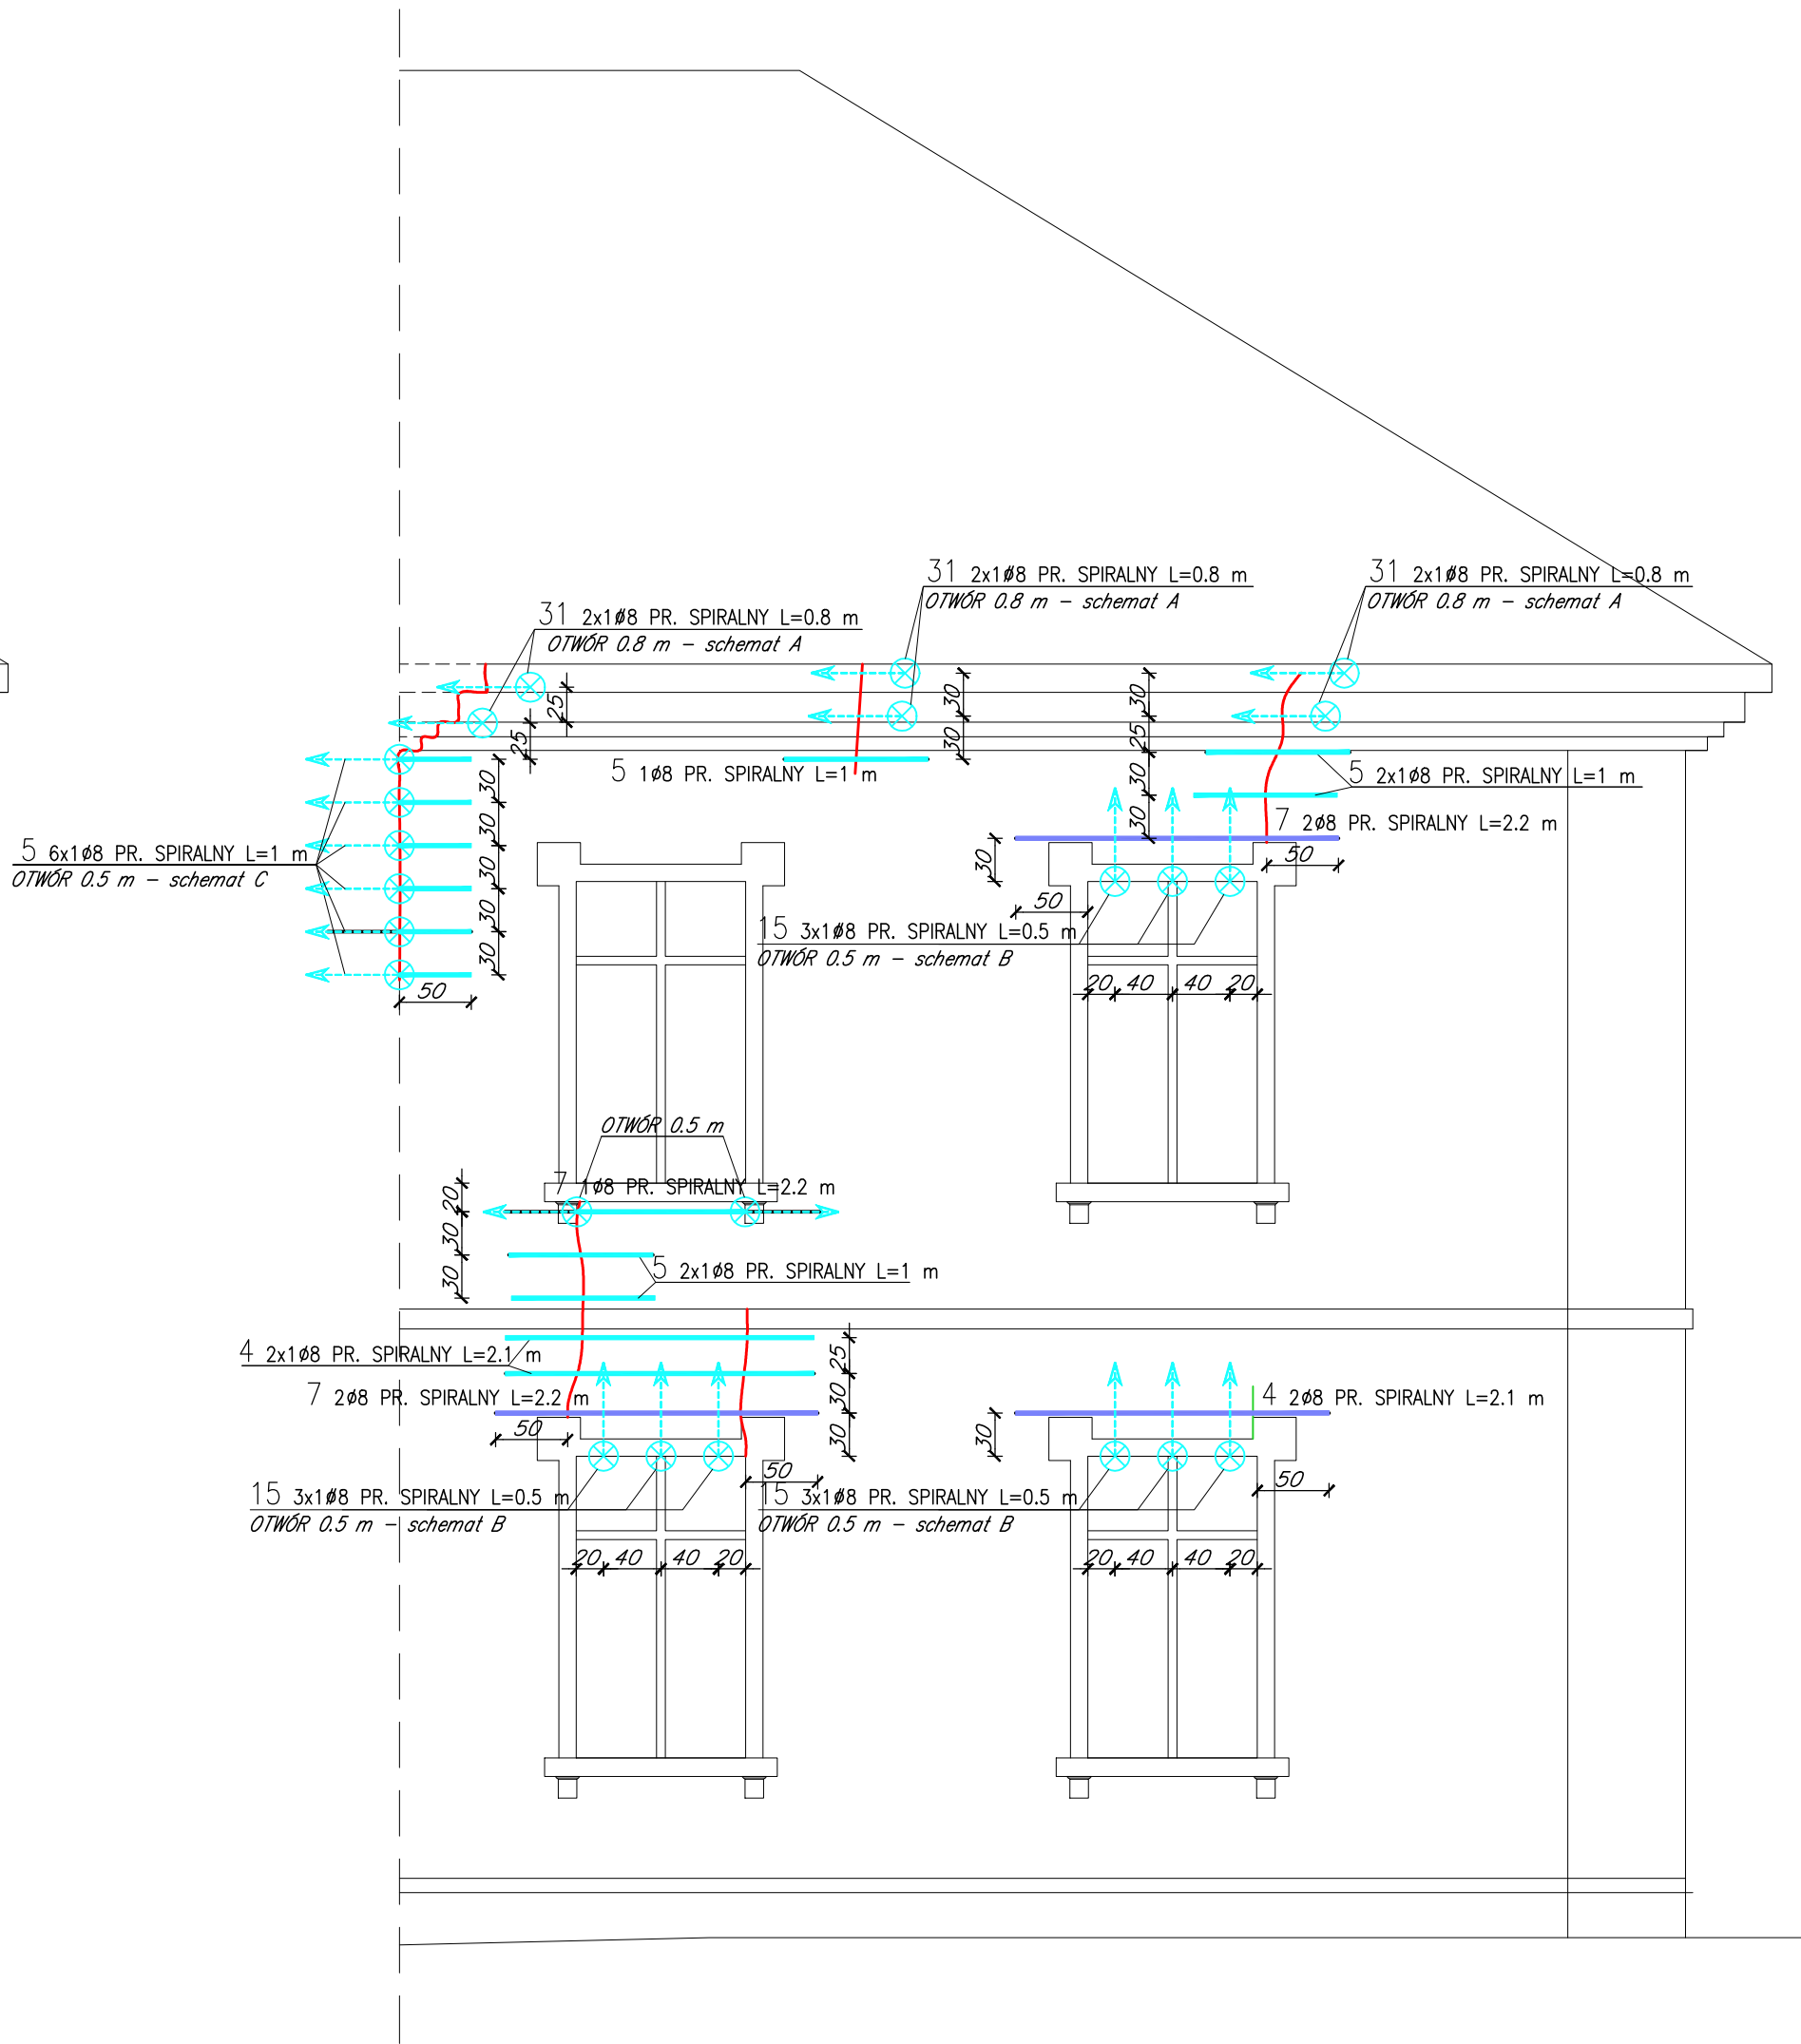 31 2x1ø8 PR. SPIRALNY L=0.8 m
OTWÓR 0.8 m – schemat A
31 2x1ø8 PR. SPIRALNY L=0.8 m
OTWÓR 0.8 m – schemat A
31 2x1ø8 PR. SPIRALNY L=0.8 m
OTWÓR 0.8 m – schemat A
25
25
30
30
30
25
30
30
5 1ø8 PR. SPIRALNY L=1 m
5 2x1ø8 PR. SPIRALNY L=1 m
7 2ø8 PR. SPIRALNY L=2.2 m
5 6x1ø8 PR. SPIRALNY L=1 m
OTWÓR 0.5 m – schemat C
30
30
30
30
30
50
30
50
50
15 3x1ø8 PR. SPIRALNY L=0.5 m
OTWÓR 0.5 m – schemat B
20 40 40 20
OTWÓR 0.5 m
7 1ø8 PR. SPIRALNY L=2.2 m
20
30
30
5 2x1ø8 PR. SPIRALNY L=1 m
4 2x1ø8 PR. SPIRALNY L=2.1 m
7 2ø8 PR. SPIRALNY L=2.2 m
25
30
30
50
50
4 2ø8 PR. SPIRALNY L=2.1 m
30
50
15 3x1ø8 PR. SPIRALNY L=0.5 m
OTWÓR 0.5 m – schemat B
15 3x1ø8 PR. SPIRALNY L=0.5 m
OTWÓR 0.5 m – schemat B
20 40 40 20
20 40 40 20